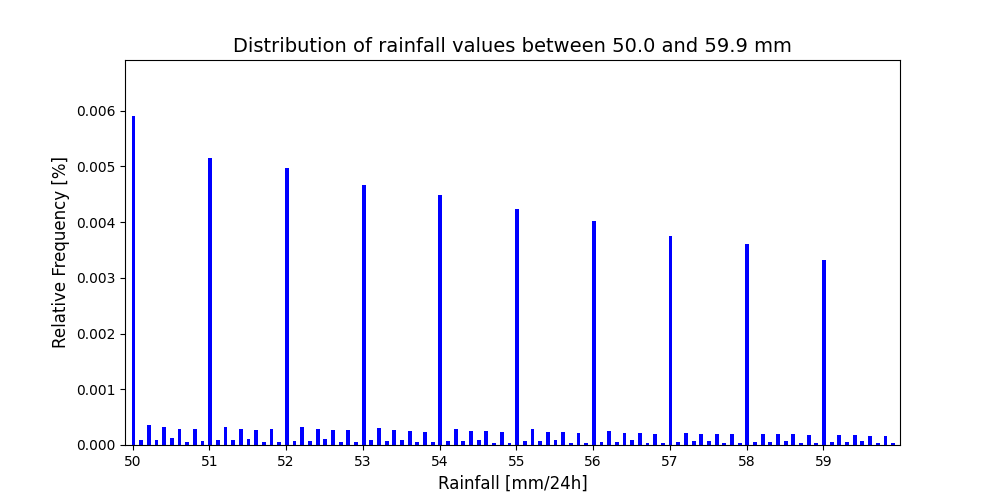 Distribution of rainfall values between 50.0 and 59.9 mm
Relative Frequency [%]
0.006
0.005
0.004
0.003
0.002
0.001
0.000
50 51 52 53 54 55 56 57 58 59
Rainfall [mm/24h]